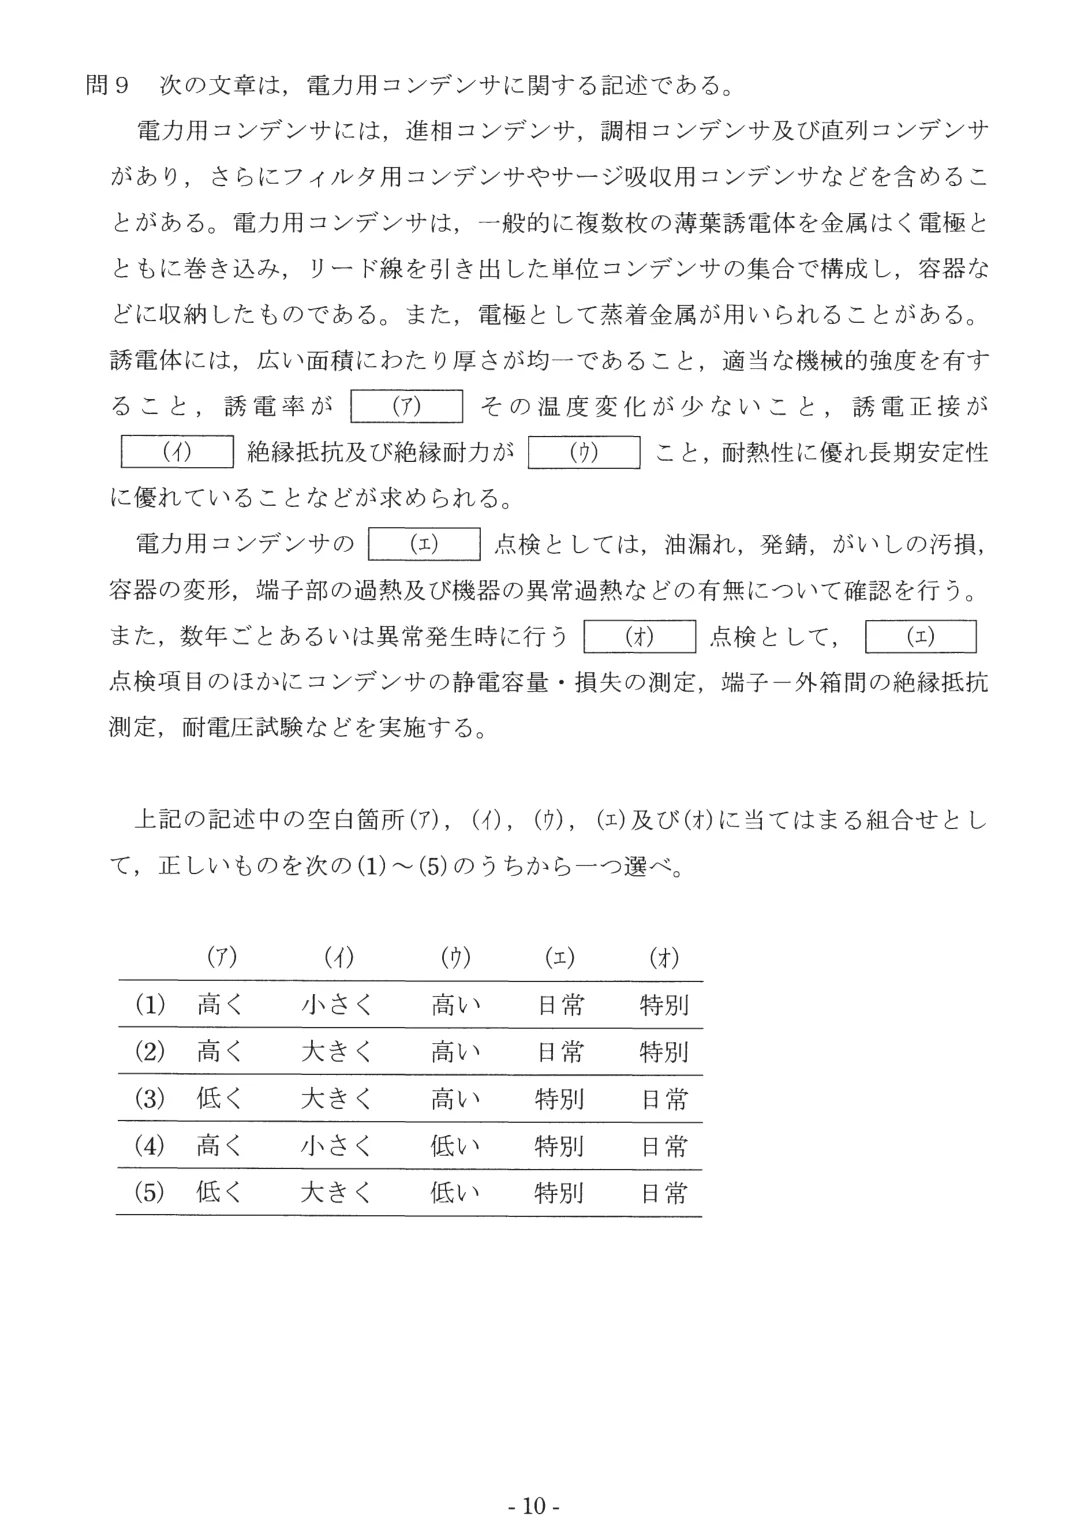 問９　次の文章は，電力用コンデンサに関する記述である。
電力用コンデンサには，進相コンデンサ，調相コンデンサ及び直列コンデンサ
があり，さらにフィルタ用コンデンサやサージ吸収用コンデンサなどを含めるこ
とがある。電力用コンデンサは，一般的に複数枚の薄葉誘電体を金属はく電極と
ともに巻き込み，リード線を引き出した単位コンデンサの集合で構成し，容器な
どに収納したものである。また，電極として蒸着金属が用いられることがある。
誘電体には，広い面積にわたり厚さが均一であること，適当な機械的強度を有す
ること，誘電率が (ア) その温度変化が少ないこと，誘電正接が
(イ) 絶縁抵抗及び絶縁耐力が (ウ) こと，耐熱性に優れ長期安定性
に優れていることなどが求められる。
電力用コンデンサの (エ) 点検としては，油漏れ，発錆，がいしの汚損，
容器の変形，端子部の過熱及び機器の異常過熱などの有無について確認を行う。
また，数年ごとあるいは異常発生時に行う (オ) 点検として， (エ)
点検項目のほかにコンデンサの静電容量・損失の測定，端子－外箱間の絶縁抵抗
測定，耐電圧試験などを実施する。
上記の記述中の空白箇所(ア)，(イ)，(ウ)，(エ)及び(オ)に当てはまる組合せとし
て，正しいものを次の(1)～(5)のうちから一つ選べ。
(ア) (イ) (ウ) (エ) (オ)
(1) 高く 小さく 高い 日常 特別
(2) 高く 大きく 高い 日常 特別
(3) 低く 大きく 高い 特別 日常
(4) 高く 小さく 低い 特別 日常
(5) 低く 大きく 低い 特別 日常
- 10 -